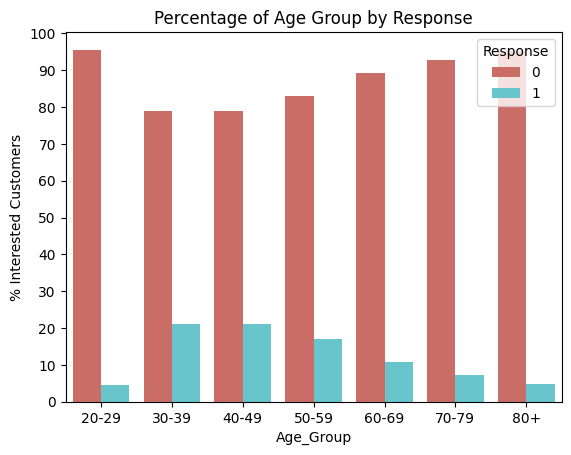 Percentage of Age Group by Response
% Interested Customers
100
90
80
70
60
50
40
30
20
10
0
Response
0
1
20-29 30-39 40-49 50-59 60-69 70-79 80+
Age_Group